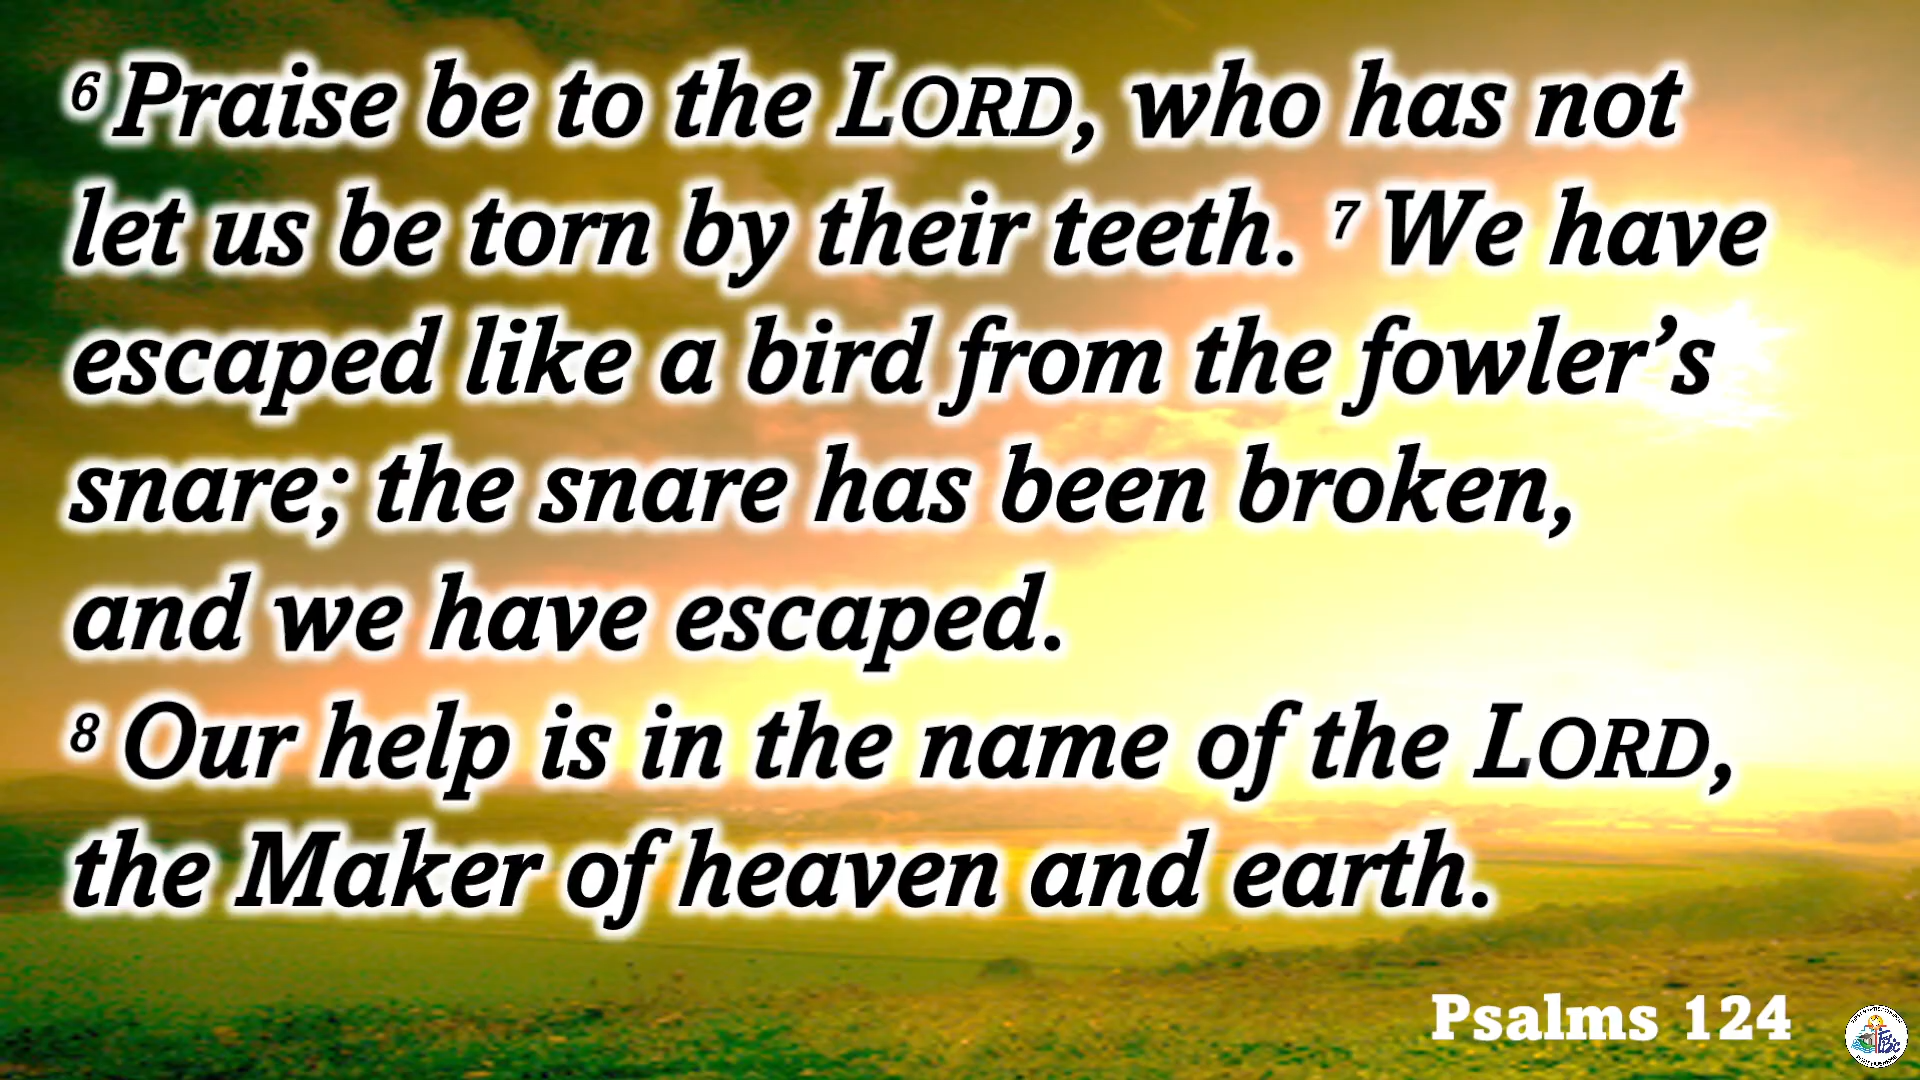 6 Praise be to the LORD, who has not
let us be torn by their teeth. 7 We have
escaped like a bird from the fowler’s
snare; the snare has been broken,
and we have escaped.
8 Our help is in the name of the LORD,
the Maker of heaven and earth.
Psalms 124